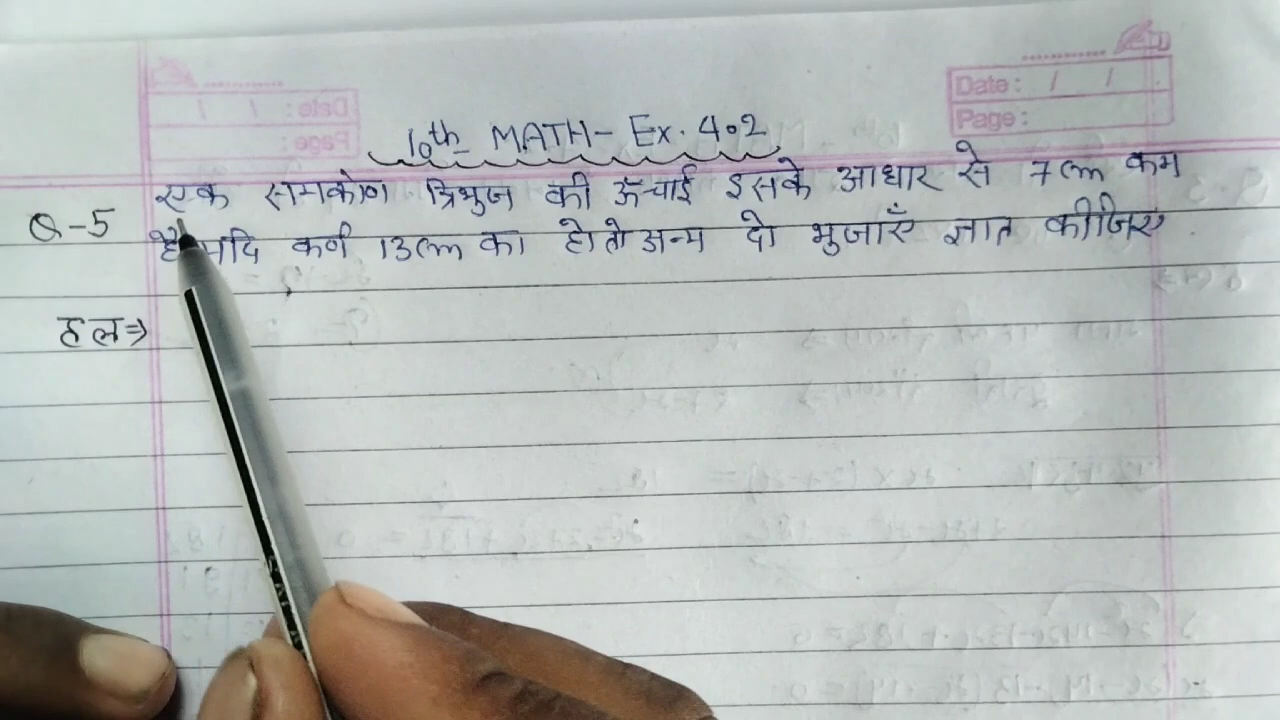 Date: / /
Page:
10th MATH- Ex. 4.2
Q-5 एक समकोण त्रिभुज की ऊँचाई इसके आधार से 7cm कम
है यदि कर्ण 13cm का हो तो अन्य दो भुजाएँ ज्ञात कीजिए
हल⇒